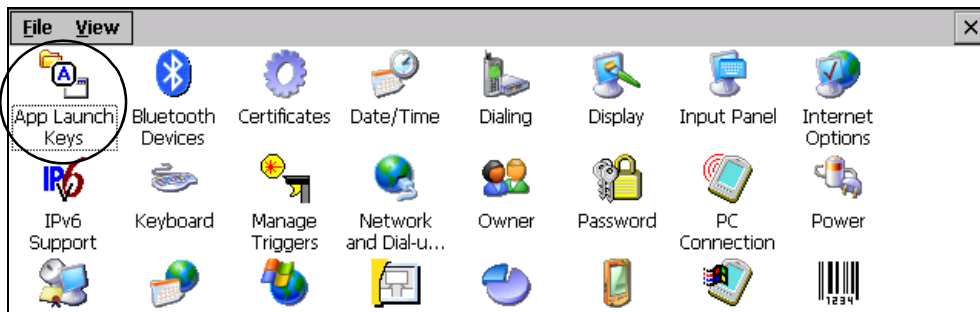 File View
App Launch Bluetooth Certificates Date/Time Dialing Display Input Panel Internet
Keys Devices Options
IPv6 Keyboard Manage Network Owner Password PC Power
Support Triggers and Dial-u... Connection
1234